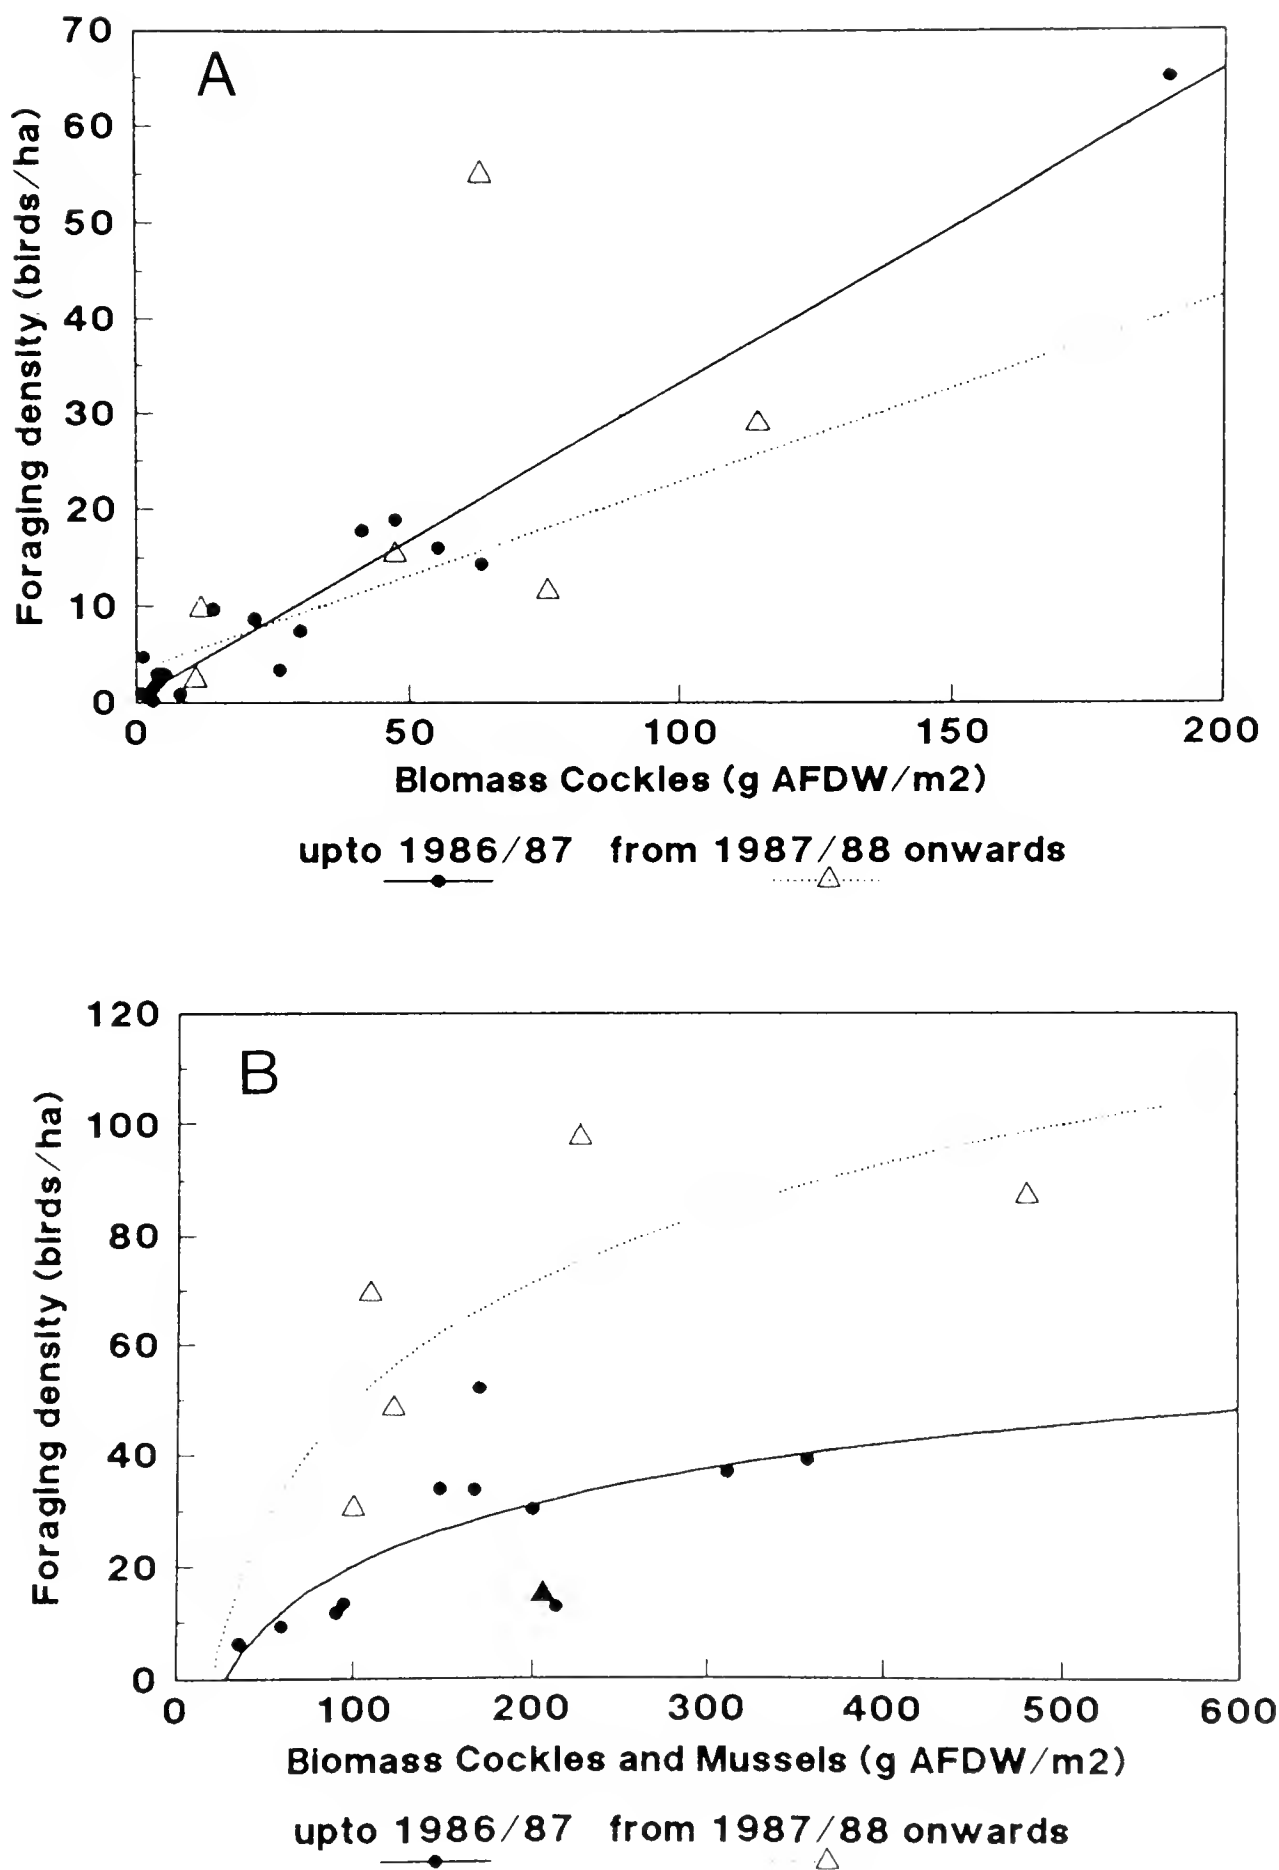 70
A
60
50
40
30
20
10
0
Foraging density (birds/ha)
0 50 100 150 200
Biomass Cockles (g AFDW/m2)
upto 1986/87 from 1987/88 onwards
120
B
100
80
60
40
20
0
Foraging density (birds/ha)
0 100 200 300 400 500 600
Biomass Cockles and Mussels (g AFDW/m2)
upto 1986/87 from 1987/88 onwards